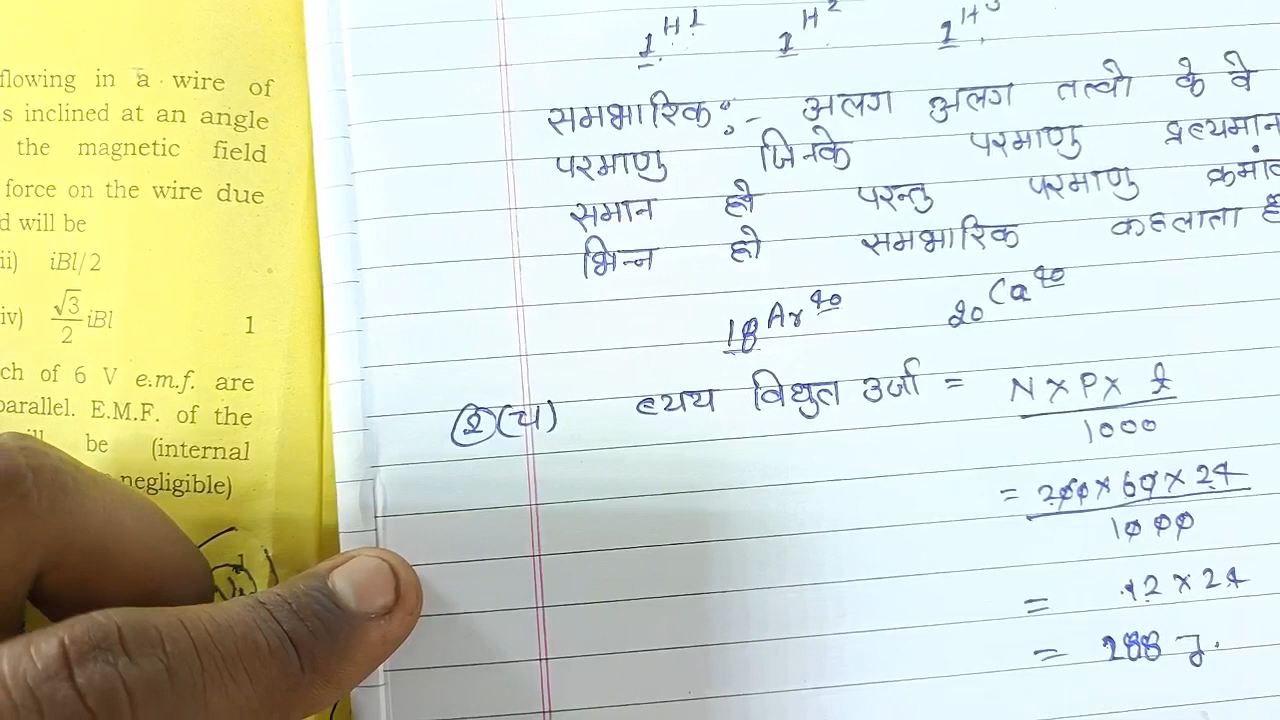 flowing in a wire of
s inclined at an angle
the magnetic field
force on the wire due
d will be
ii) iBl/2
iv) √3/2 iBl 1
ch of 6 V e.m.f. are
parallel. E.M.F. of the
be (internal
negligible)
1H1 1H2 1H3
समभारिक:- अलग अलग तत्वो के वे
परमाणु जिनके परमाणु द्रव्यमान
समान हो परन्तु परमाणु क्रमांक
भिन्न हो समभारिक कहलाता है
18Ar40 20Ca40
②(च) व्यय विधुत उर्जा = N×P×t/1000
= 200×60×24/1000
= 12×24
= 288 J.